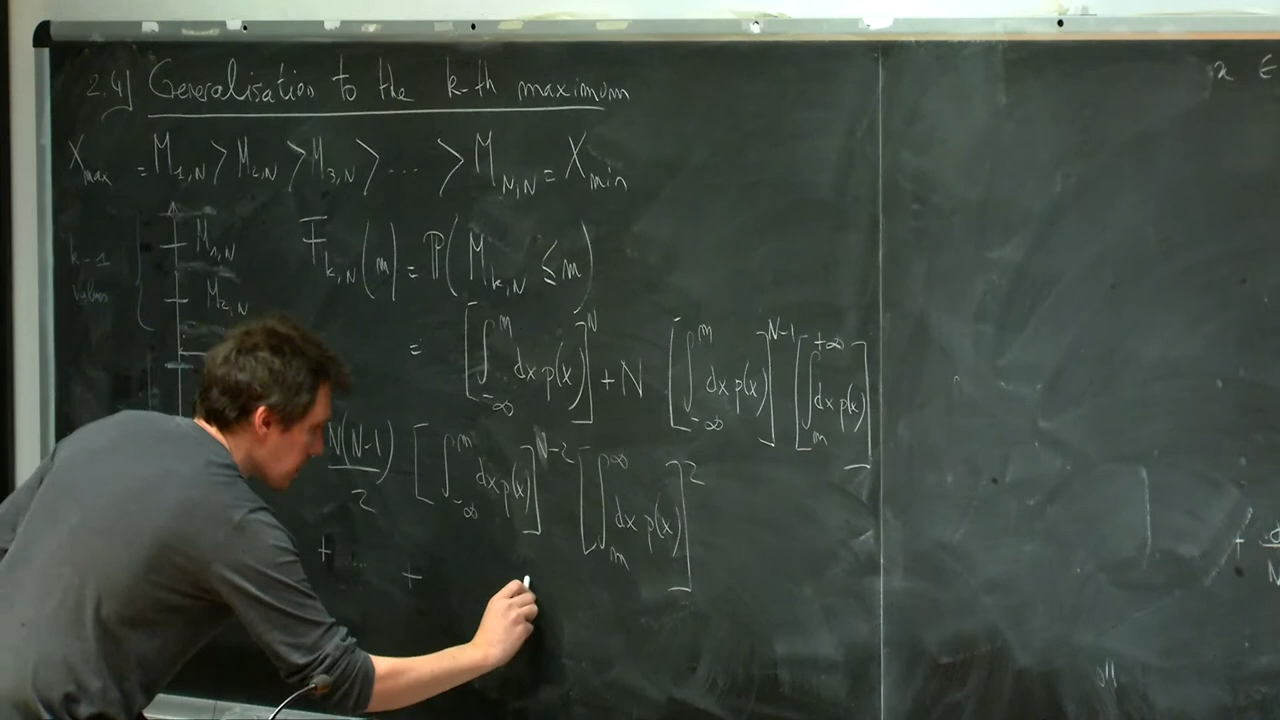 2.4] Generalisation to the k-th maximum
X_max = M_{1,N} > M_{2,N} > M_{3,N} > ... > M_{N,N} = X_min
k-1 values
M_{1,N}
M_{2,N}
F_{k,N}(m) = ℙ(M_{k,N} ≤ m)
= [∫_{-∞}^{m} dx p(x)]^N + N [∫_{-∞}^{m} dx p(x)]^{N-1} [∫_{m}^{+∞} dx p(x)]
N(N-1)/2 [∫_{-∞}^{m} dx p(x)]^{N-2} [∫_{m}^{∞} dx p(x)]^2
+ ... +
x ∈